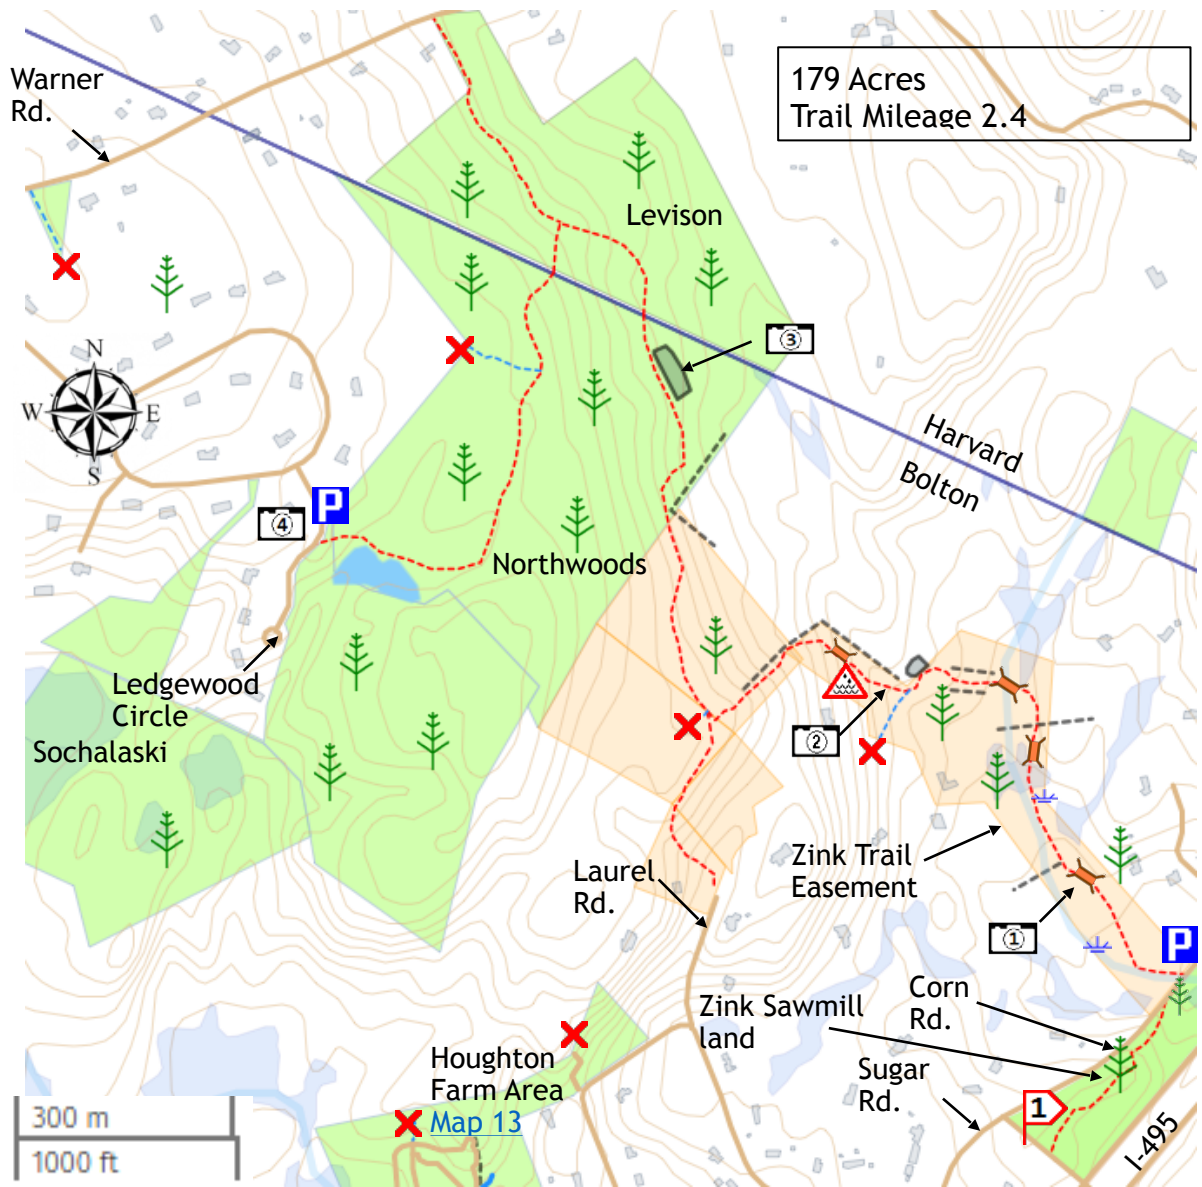 179 Acres
Trail Mileage 2.4
Warner
Rd.
Levison
3
N
W
E
S
Harvard
Bolton
P
4
Northwoods
Ledgewood
Circle
Sochalaski
2
Zink Trail
Easement
Laurel
Rd.
1
P
Corn
Rd.
Zink Sawmill
land
Sugar
Rd.
Houghton
Farm Area
Map 13
1
I-495
300 m
1000 ft